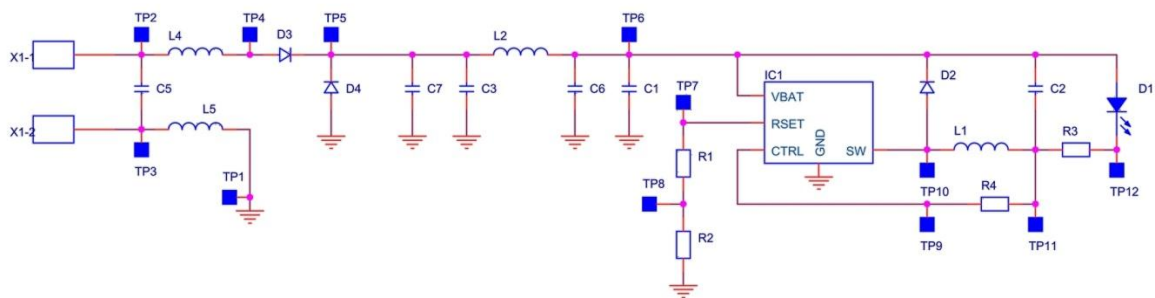 TP2
TP4
TP5
TP6
L4
D3
L2
X1-1
C5
D4
C7
C3
C6
C1
IC1
D2
C2
D1
TP7
VBAT
L5
X1-2
RSET
GND
CTRL
SW
L1
R3
R1
TP3
TP1
TP8
TP10
R4
TP12
R2
TP9
TP11